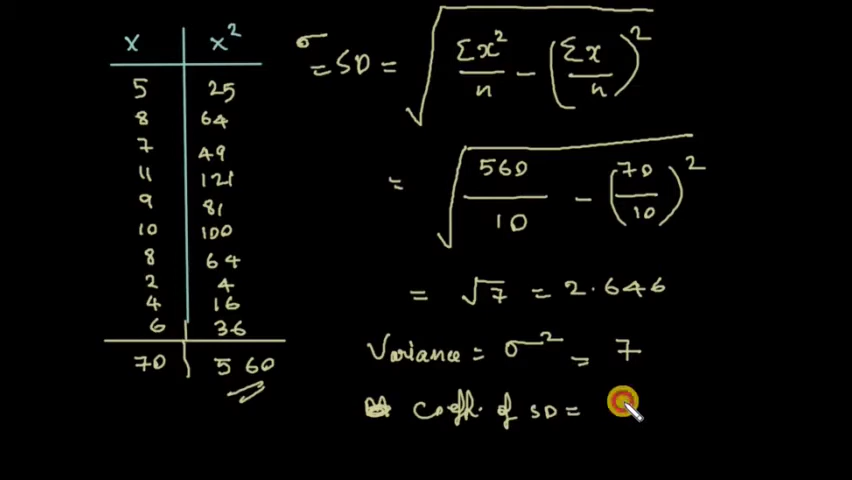 x x²
5 25
8 64
7 49
11 121
9 81
10 100
8 64
2 4
4 16
6 36
70 560
σ
= SD = √(Σx²/n − (Σx/n)²)
= √(560/10 − (70/10)²)
= √7 = 2.646
Variance = σ² = 7
Coeff. of SD =